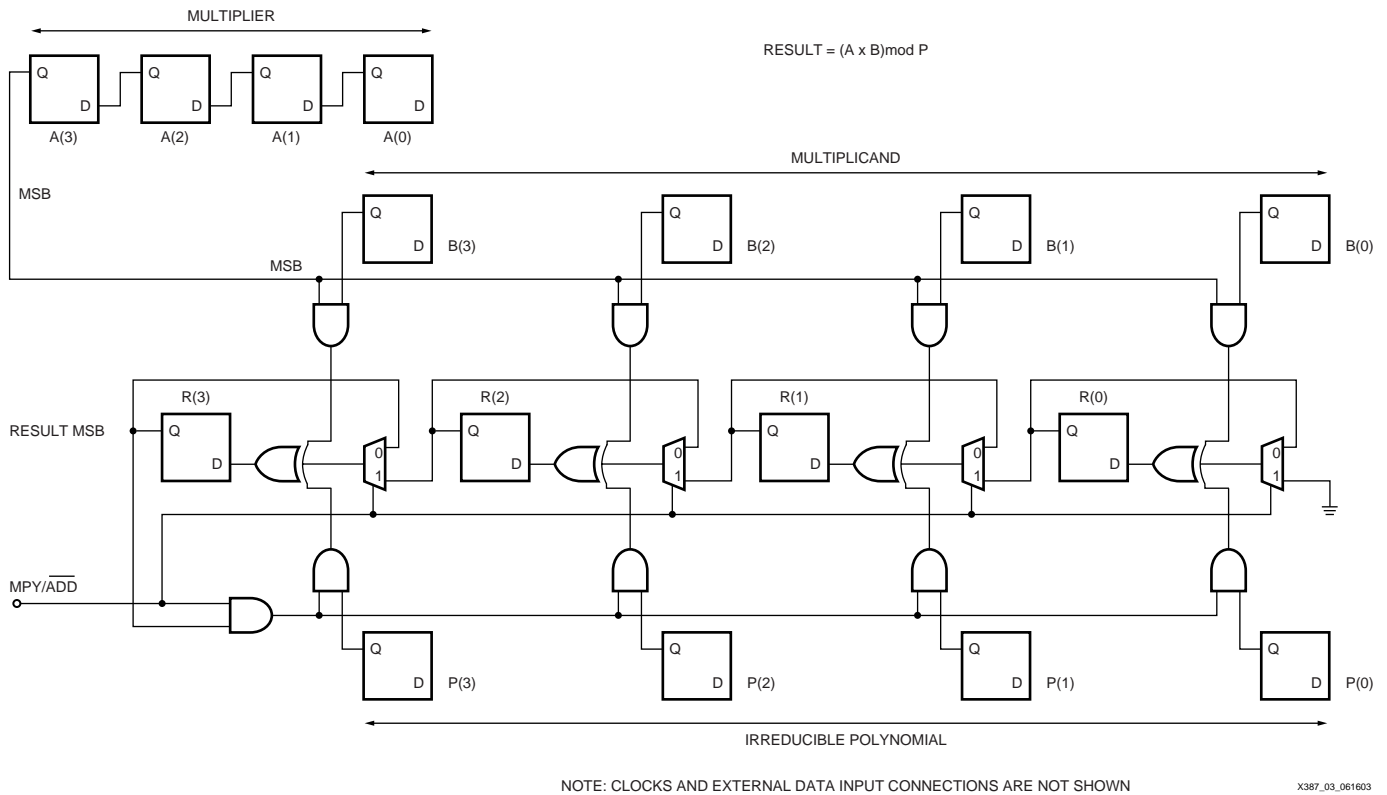 MULTIPLIER
RESULT = (A x B)mod P
Q Q Q Q
D D D D
A(3) A(2) A(1) A(0)
MULTIPLICAND
MSB
Q Q Q Q
D B(3) D B(2) D B(1) D B(0)
MSB
R(3) R(2) R(1) R(0)
RESULT MSB Q Q Q Q
0 0 0 0
D D D D
1 1 1 1
MPY/ADD
Q Q Q Q
D P(3) D P(2) D P(1) D P(0)
IRREDUCIBLE POLYNOMIAL
NOTE: CLOCKS AND EXTERNAL DATA INPUT CONNECTIONS ARE NOT SHOWN
X387_03_061603